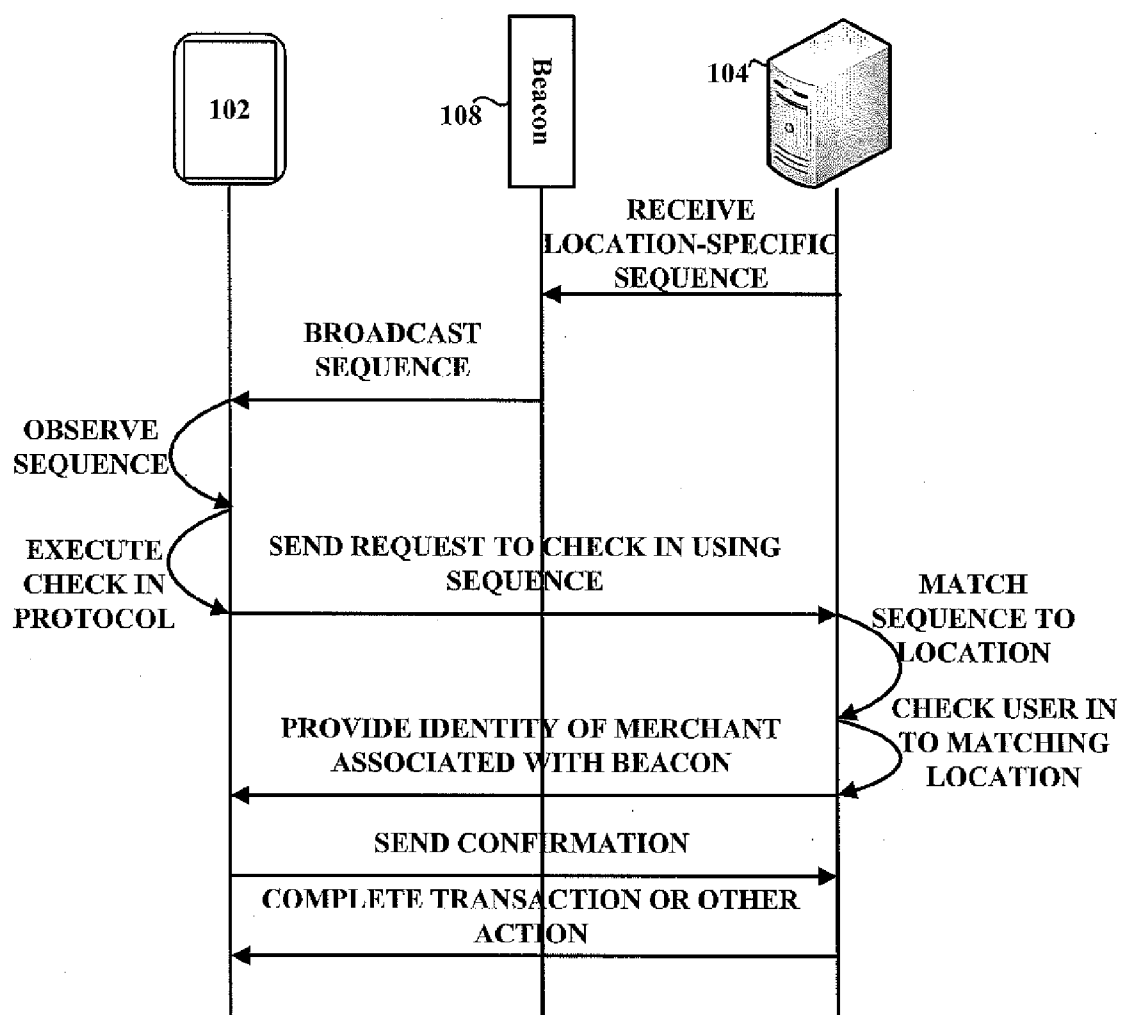 102
108
Beacon
104
RECEIVE
LOCATION-SPECIFIC
SEQUENCE
BROADCAST
SEQUENCE
OBSERVE
SEQUENCE
EXECUTE
CHECK IN
PROTOCOL
SEND REQUEST TO CHECK IN USING
SEQUENCE
MATCH
SEQUENCE TO
LOCATION
CHECK USER IN
TO MATCHING
LOCATION
PROVIDE IDENTITY OF MERCHANT
ASSOCIATED WITH BEACON
SEND CONFIRMATION
COMPLETE TRANSACTION OR OTHER
ACTION